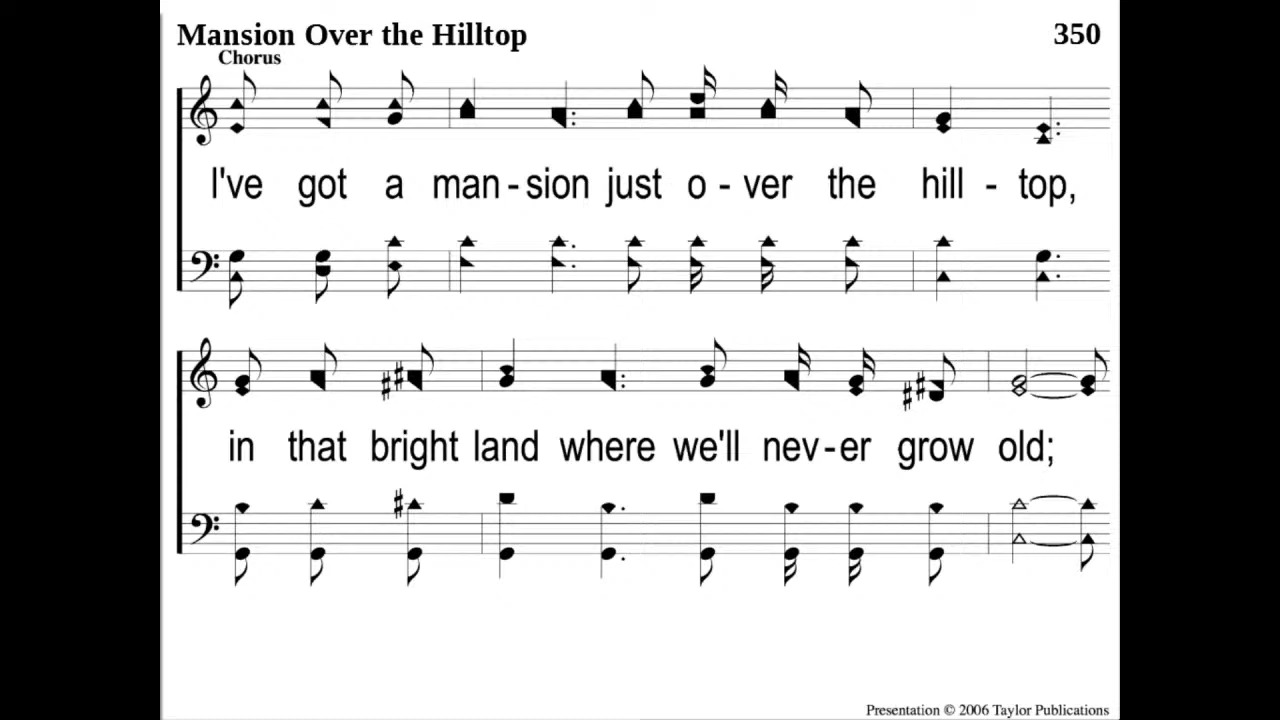 Mansion Over the Hilltop 350
Chorus
I've got a man - sion just o - ver the hill - top,
in that bright land where we'll nev - er grow old;
Presentation © 2006 Taylor Publications